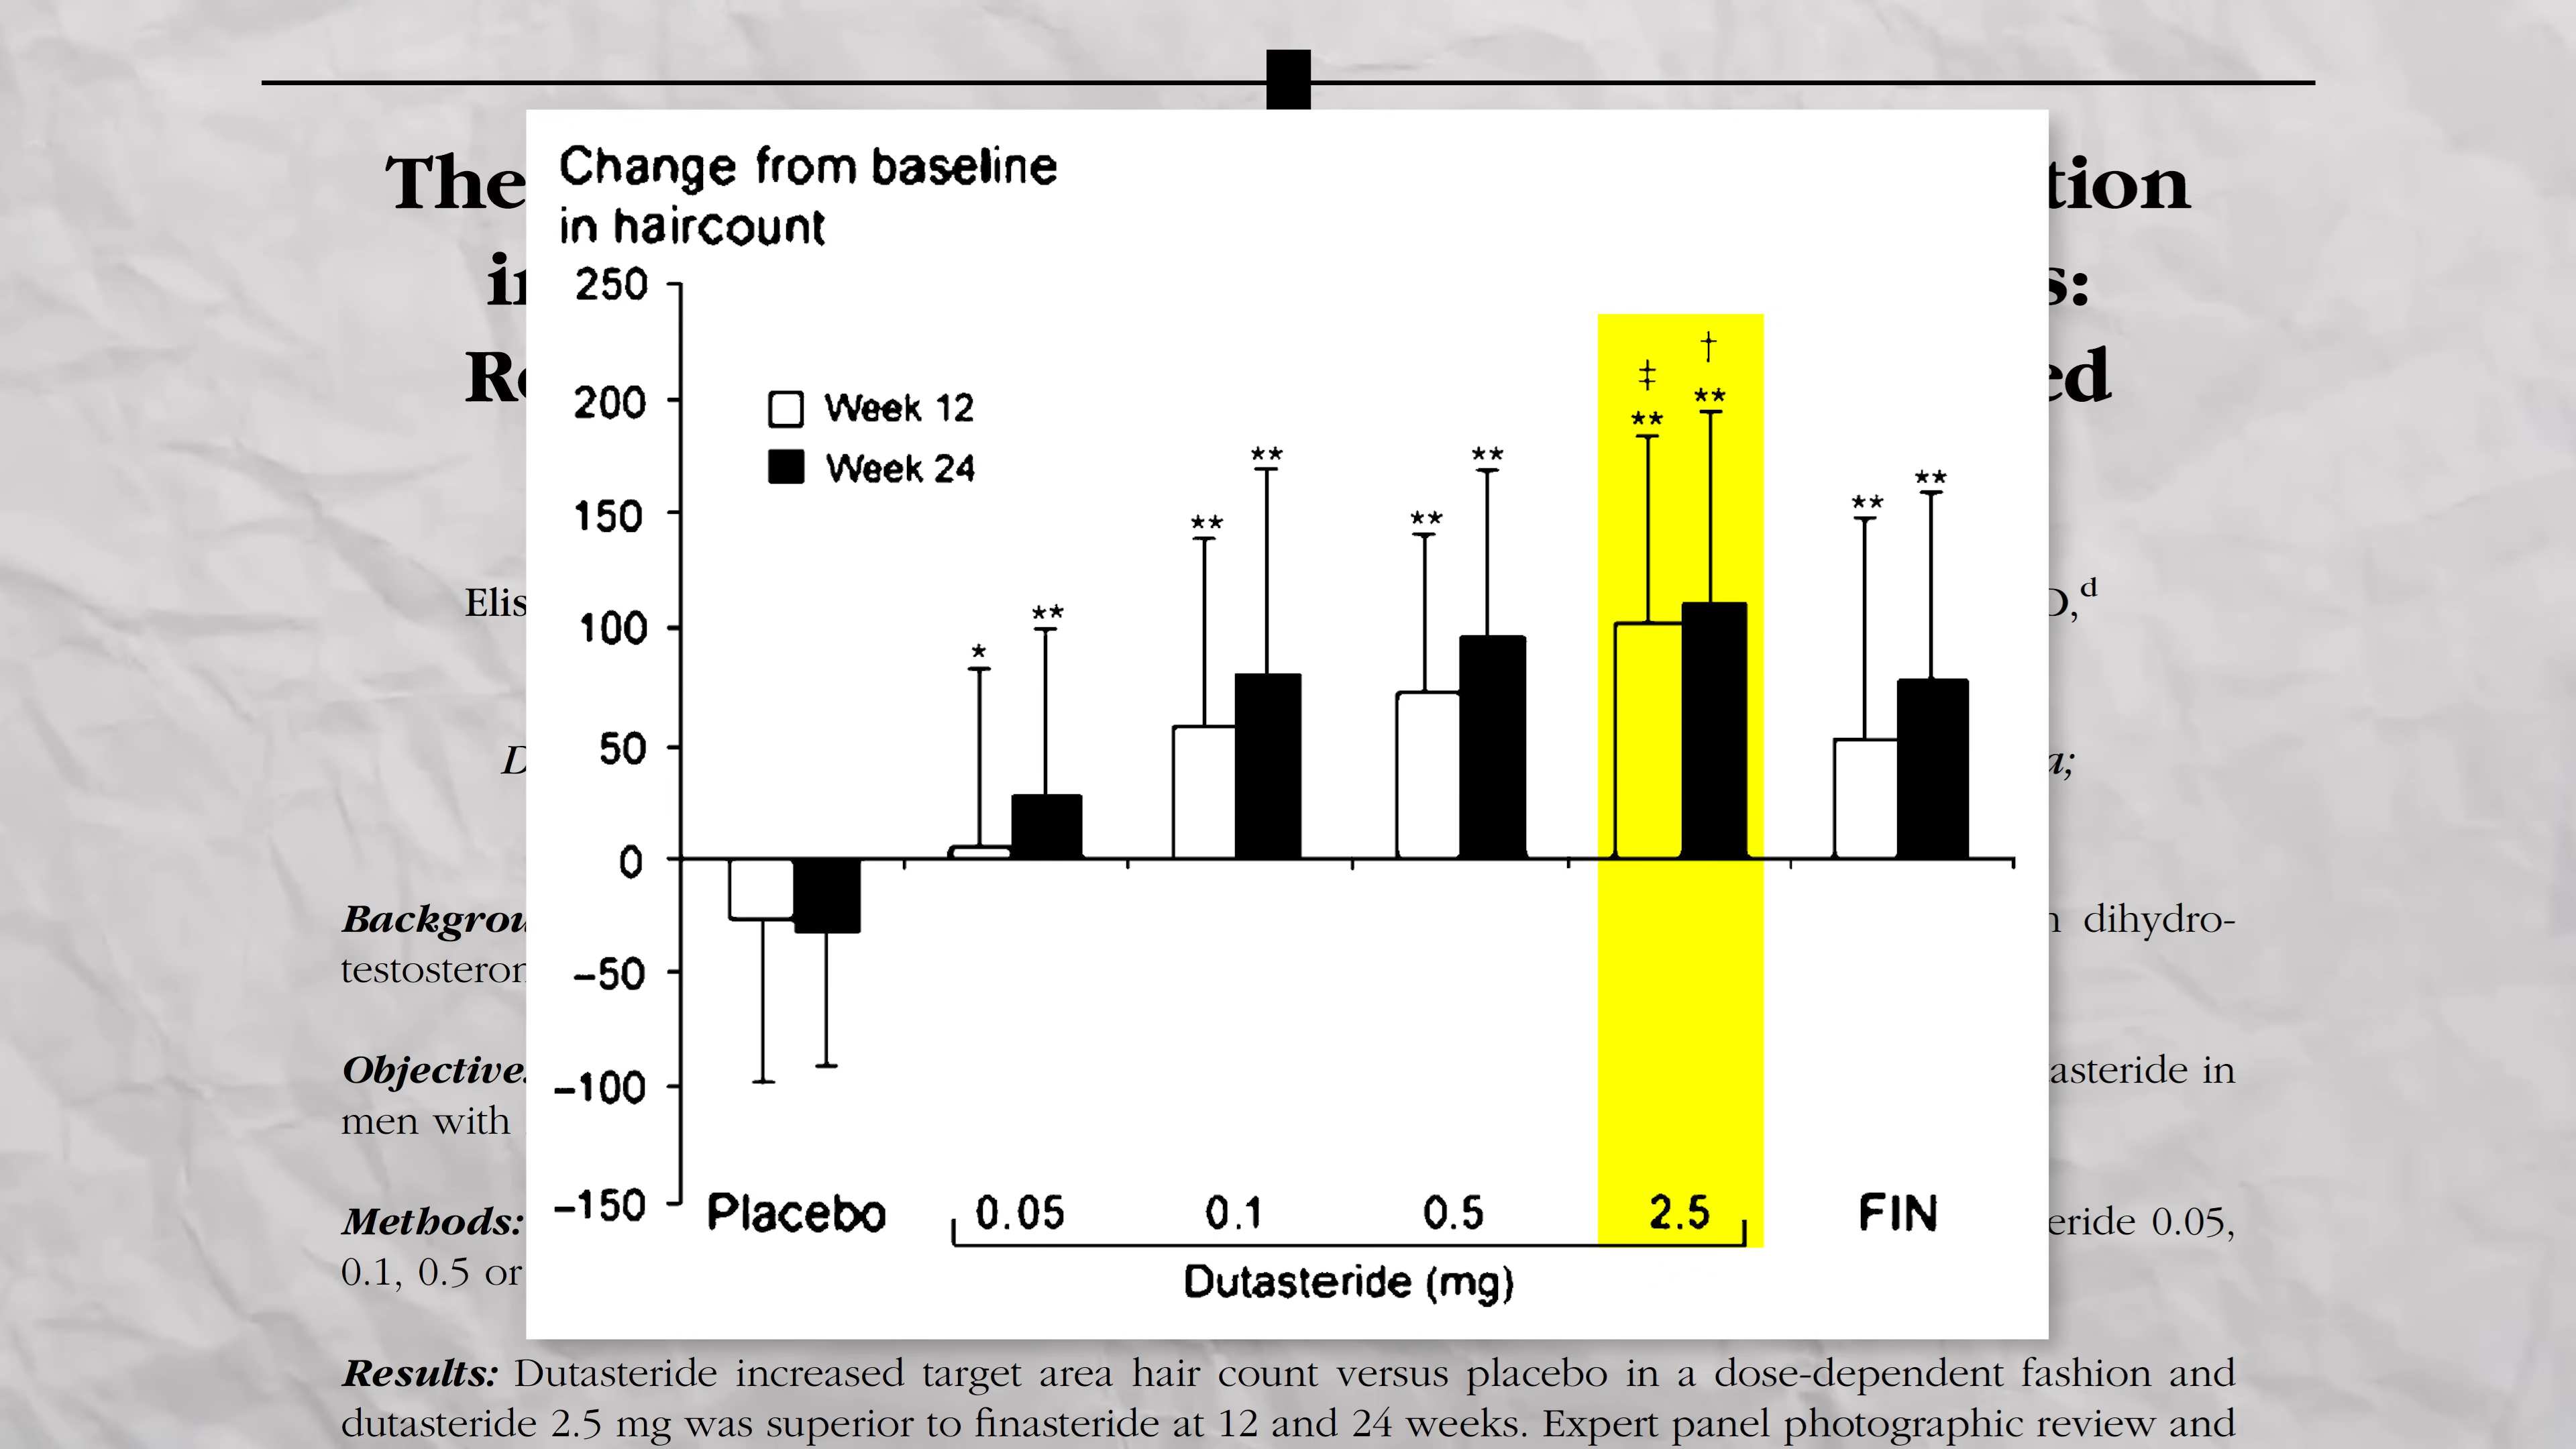 The
tion
in
s:
Re
ed
Elis
D,d
D
a;
Change from baseline
in haircount
250
200
150
100
50
0
−50
−100
−150
Week 12
Week 24
*
**
**
**
**
**
‡
**
†
**
**
**
Placebo
0.05 0.1 0.5 2.5
FIN
Dutasteride (mg)
Backgrou
n dihydro-
testosteron
Objective
asteride in
men with
Methods:
eride 0.05,
0.1, 0.5 or
Results: Dutasteride increased target area hair count versus placebo in a dose-dependent fashion and
dutasteride 2.5 mg was superior to finasteride at 12 and 24 weeks. Expert panel photographic review and